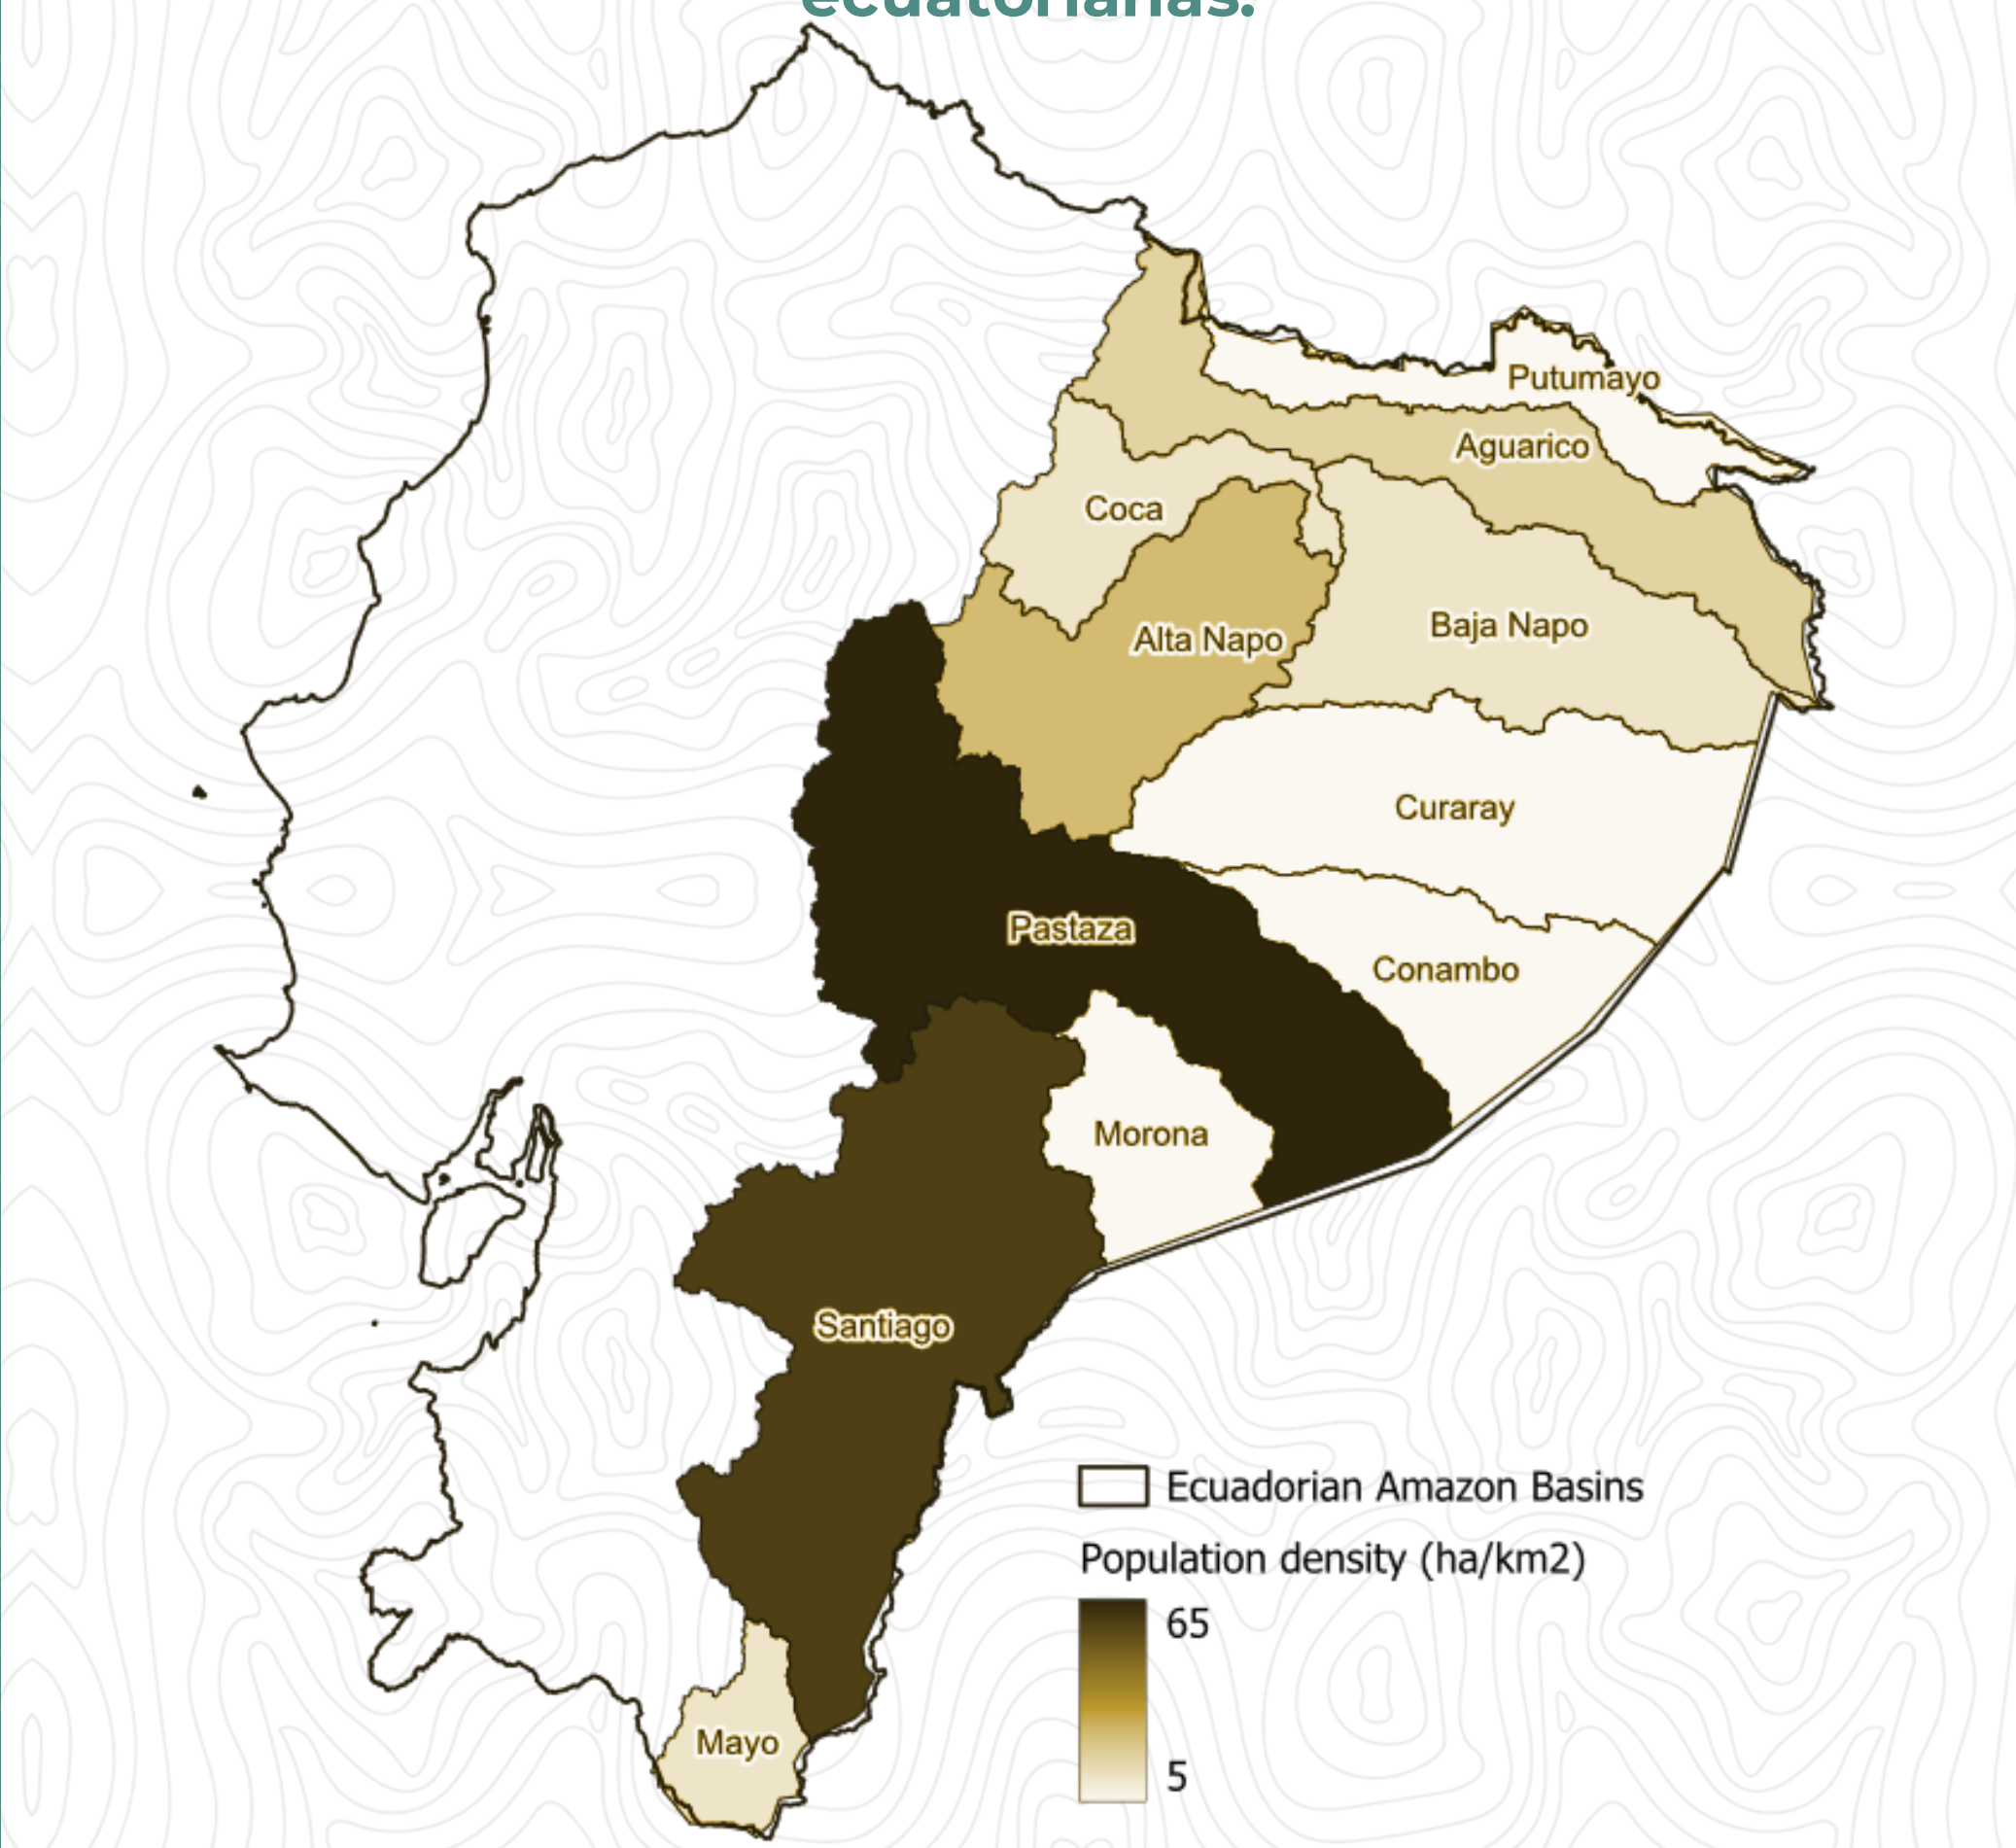 ecuatorianas.
Putumayo
Aguarico
Coca
Baja Napo
Alta Napo
Curaray
Pastaza
Conambo
Morona
Santiago
Ecuadorian Amazon Basins
Population density (ha/km2)
65
Mayo
5